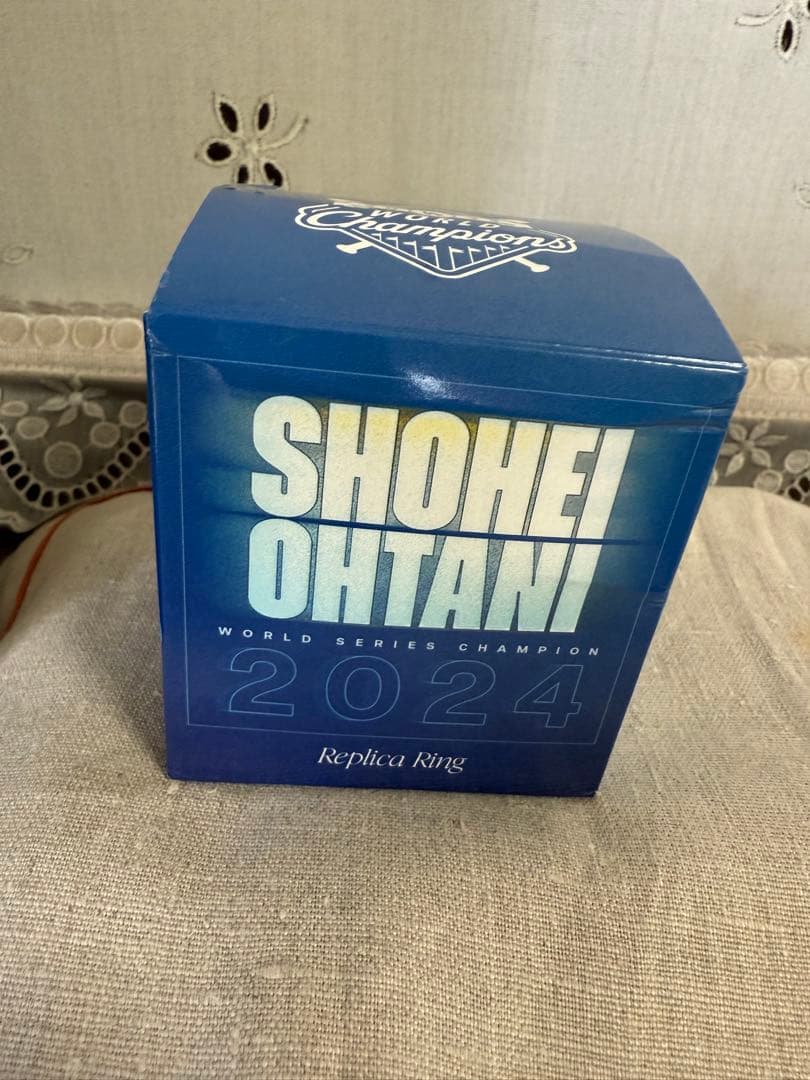 WORLD
Champions
SHOHEI
OHTANI
WORLD SERIES CHAMPION
2024
Replica Ring